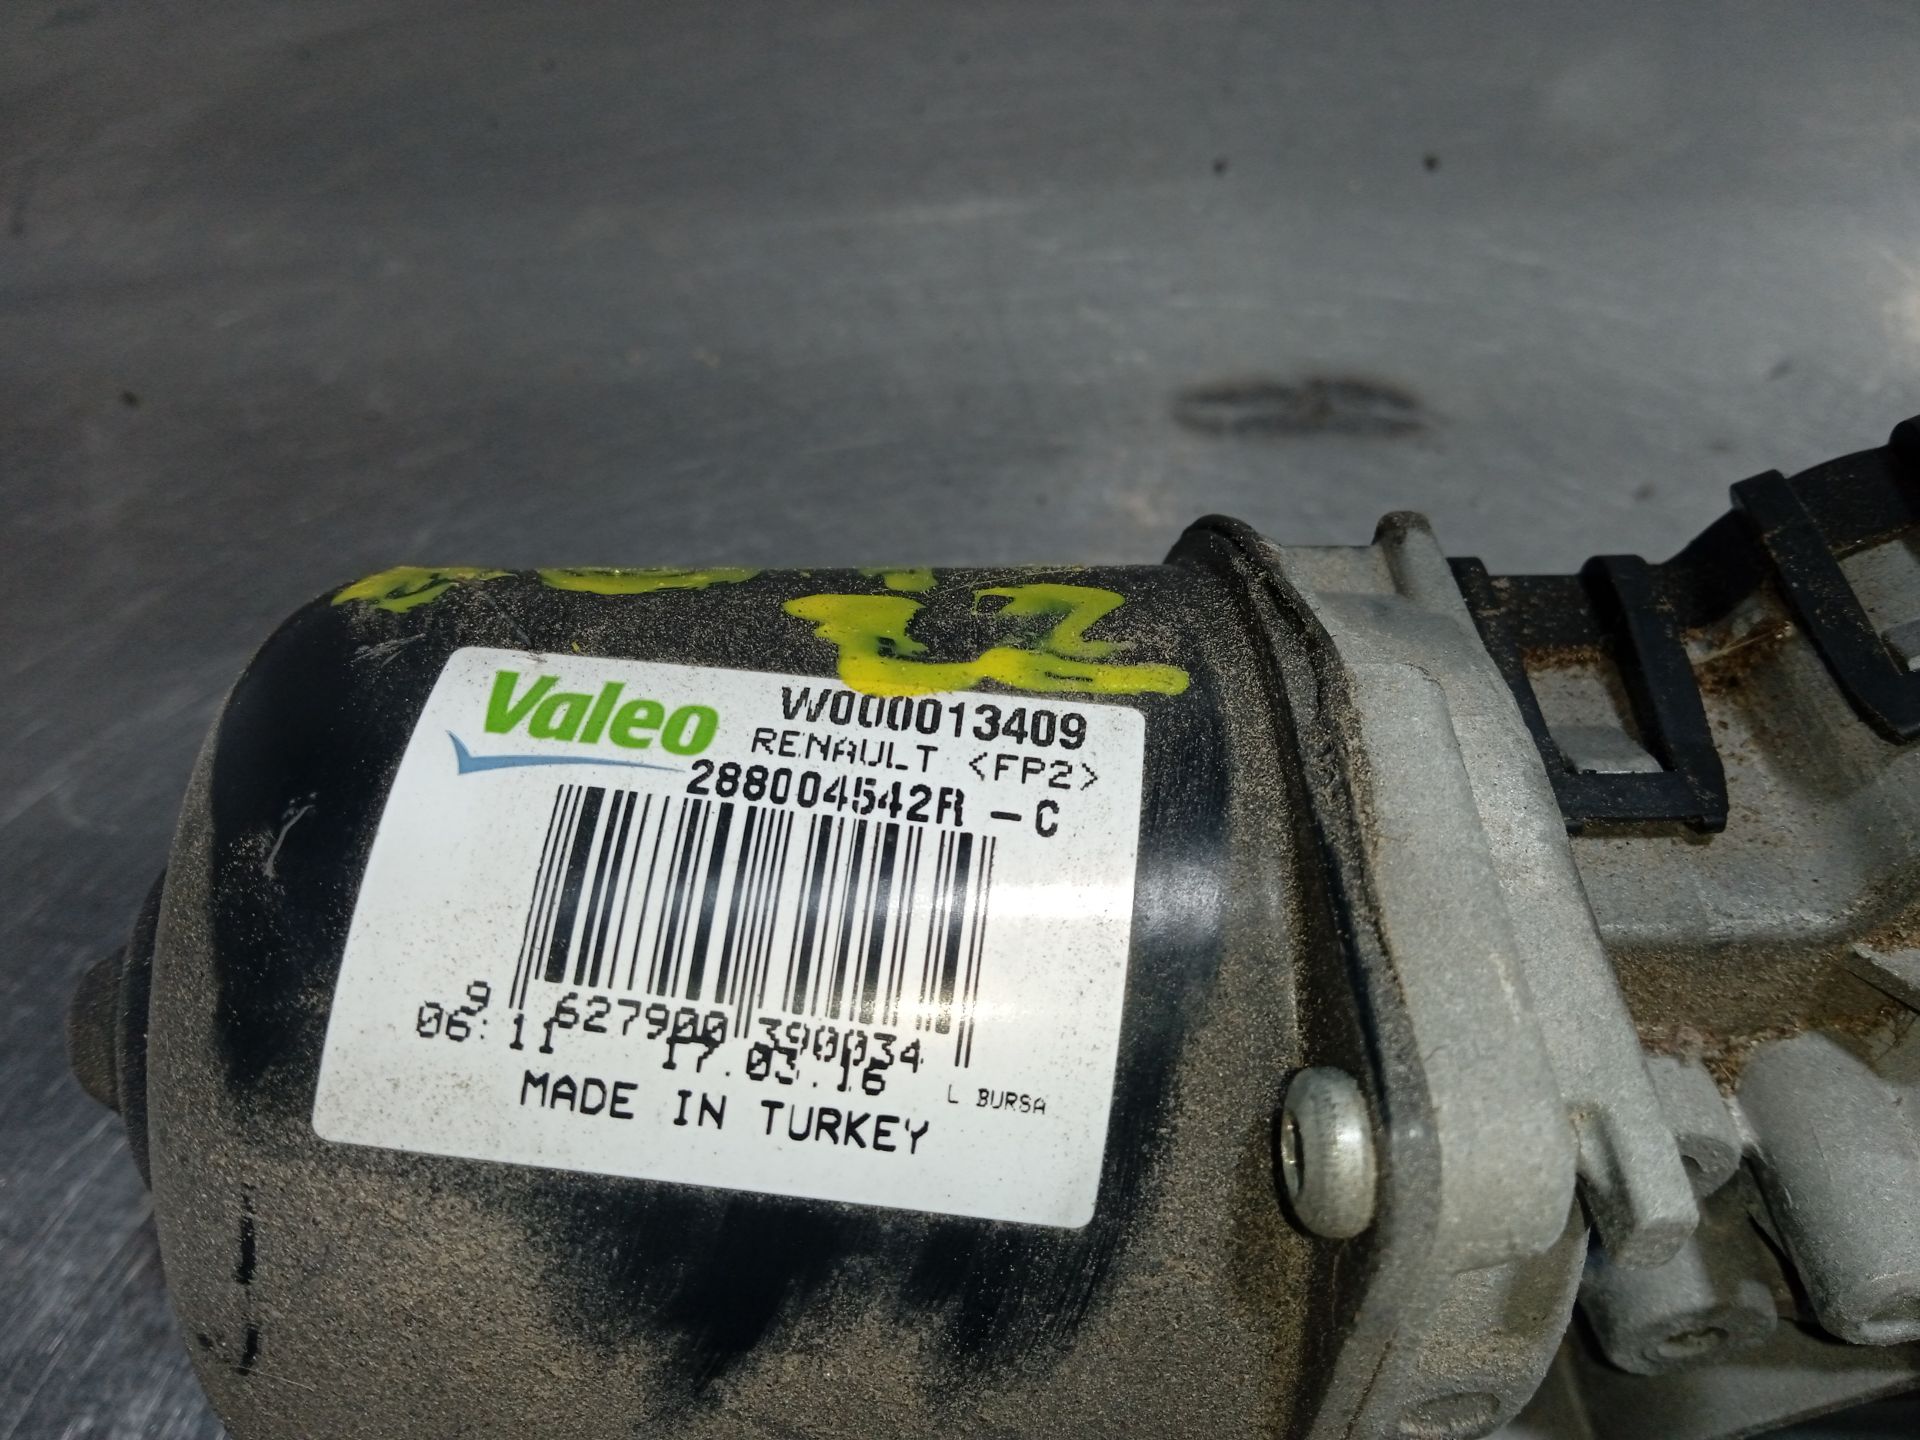 Valeo W000013409
RENAULT <FP2>
288004542R -C
9 627900 390034
06:11 17.03.16
L BURSA
MADE IN TURKEY